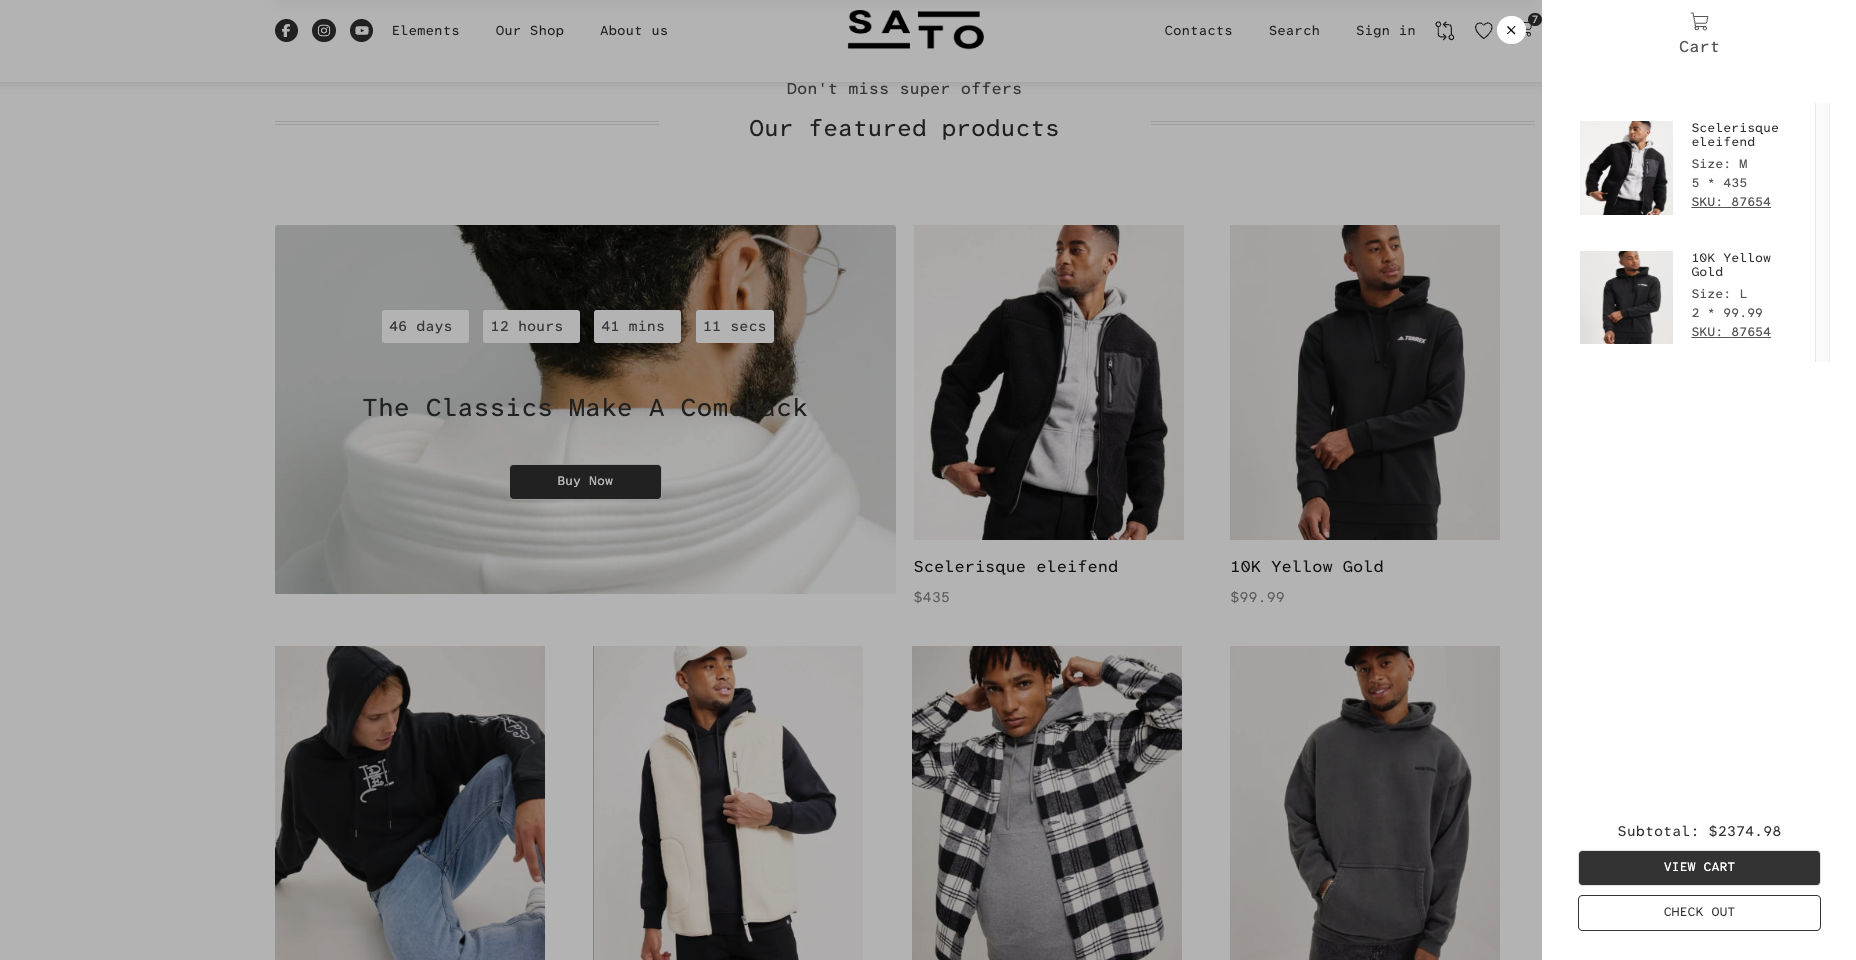 Elements
Our Shop
About us
SATO
Contacts
Search
Sign in
7
Don't miss super offers
Our featured products
46 days
12 hours
41 mins
11 secs
The Classics Make A Comeback
Buy Now
TERREX
Scelerisque eleifend
$435
10K Yellow Gold
$99.99
Cart
Scelerisque
eleifend
Size: M
5 * 435
SKU: 87654
10K Yellow
Gold
Size: L
2 * 99.99
SKU: 87654
Subtotal: $2374.98
VIEW CART
CHECK OUT